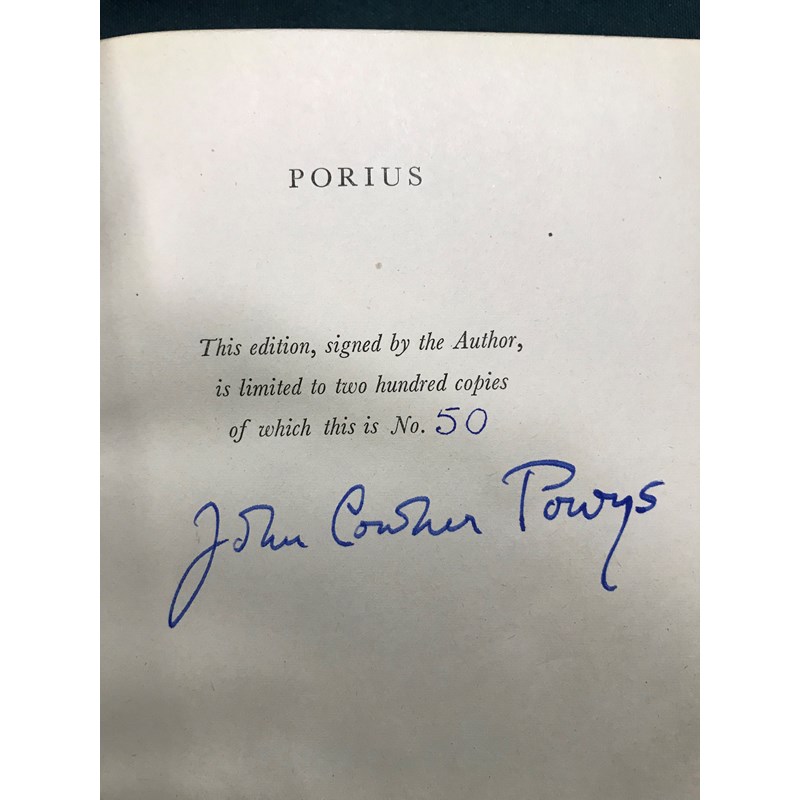 PORIUS
This edition, signed by the Author,
is limited to two hundred copies
of which this is No. 50
John Cowper Powys